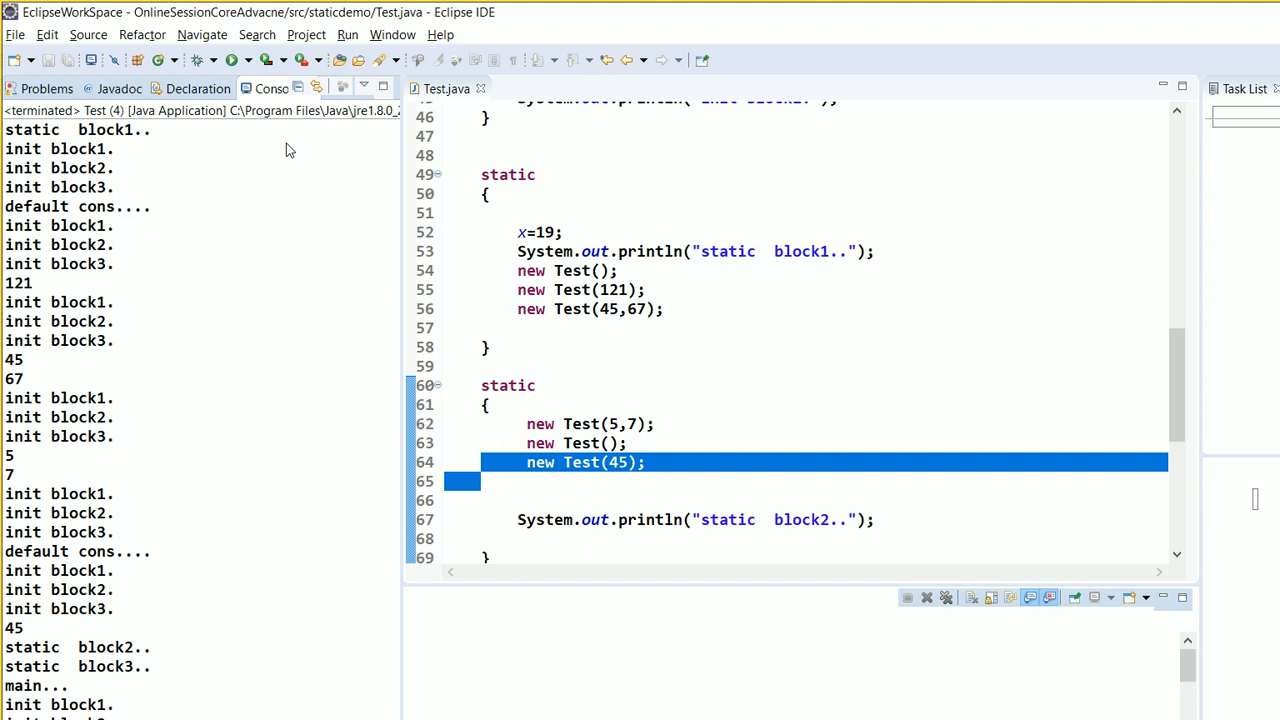 EclipseWorkSpace - OnlineSessionCoreAdvacne/src/staticdemo/Test.java - Eclipse IDE
File Edit Source Refactor Navigate Search Project Run Window Help
Problems @ Javadoc Declaration Conso
Test.java
Task List
<terminated> Test (4) [Java Application] C:\Program Files\Java\jre1.8.0_2
static  block1..
init block1.
init block2.
init block3.
default cons....
init block1.
init block2.
init block3.
121
init block1.
init block2.
init block3.
45
67
init block1.
init block2.
init block3.
5
7
init block1.
init block2.
init block3.
default cons....
init block1.
init block2.
init block3.
45
static  block2..
static  block3..
main...
init block1.
46 }
47
48
49 static
50 {
51
52 x=19;
53 System.out.println("static  block1..");
54 new Test();
55 new Test(121);
56 new Test(45,67);
57
58 }
59
60 static
61 {
62 new Test(5,7);
63 new Test();
64 new Test(45);
65
66
67 System.out.println("static  block2..");
68
69 }